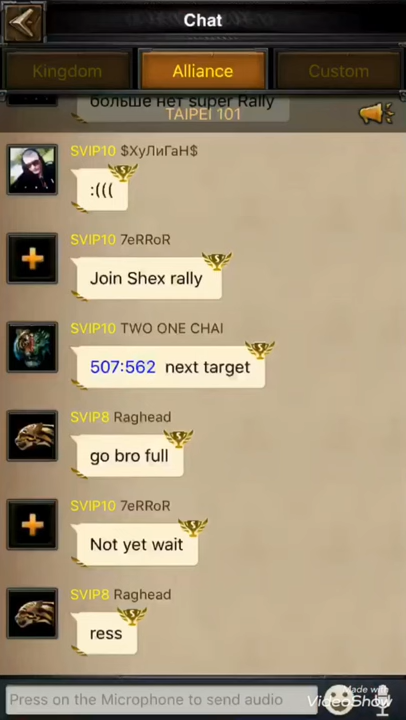 Chat
Kingdom
Alliance
Custom
больше нет super Rally
TAIPEI 101
SVIP10 $ХуЛиГаН$
:(((
SVIP10 7eRRoR
Join Shex rally
SVIP10 TWO ONE CHAI
507:562 next target
SVIP8 Raghead
go bro full
SVIP10 7eRRoR
Not yet wait
SVIP8 Raghead
ress
Press on the Microphone to send audio
Made with
VideoShow